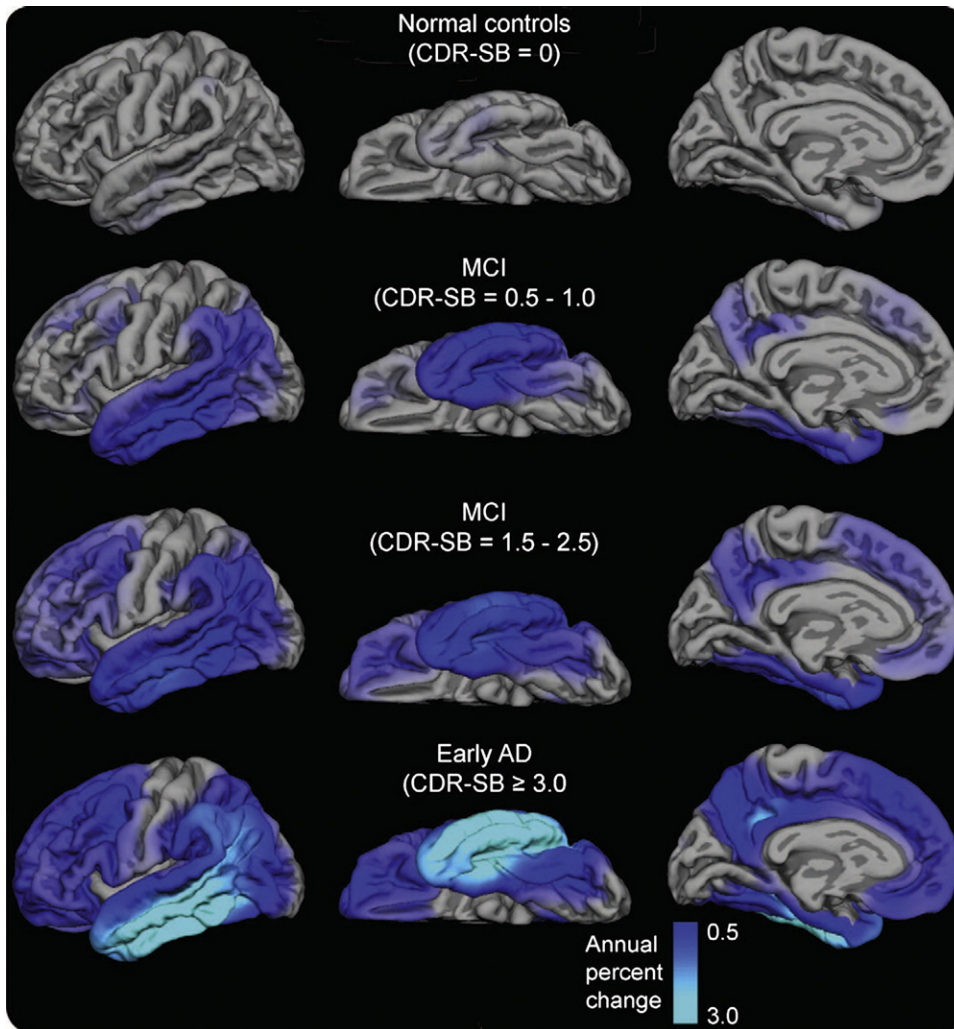 Normal controls
(CDR-SB = 0)
MCI
(CDR-SB = 0.5 - 1.0
MCI
(CDR-SB = 1.5 - 2.5)
Early AD
(CDR-SB ≥ 3.0
Annual
percent
change
0.5
3.0